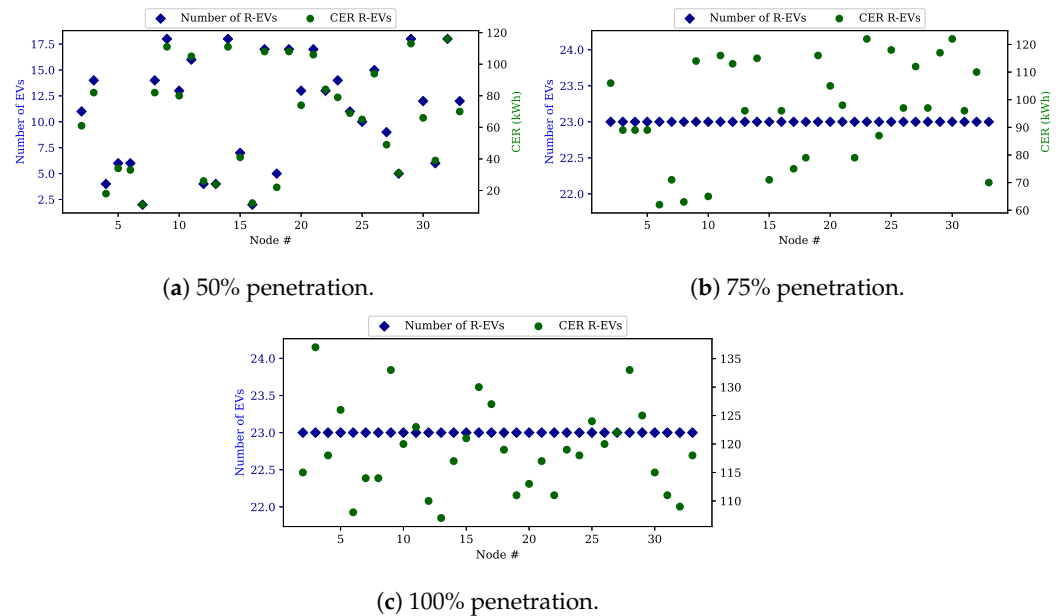 Number of R-EVs CER R-EVs
17.5
15.0
12.5
10.0
7.5
5.0
2.5
Number of EVs
120
100
80
60
40
20
CER (kWh)
5 10 15 20 25 30
Node #
(a) 50% penetration.
Number of R-EVs CER R-EVs
24.0
23.5
23.0
22.5
22.0
Number of EVs
120
110
100
90
80
70
60
CER (kWh)
5 10 15 20 25 30
Node #
(b) 75% penetration.
Number of R-EVs CER R-EVs
24.0
23.5
23.0
22.5
22.0
Number of EVs
135
130
125
120
115
110
5 10 15 20 25 30
Node #
(c) 100% penetration.